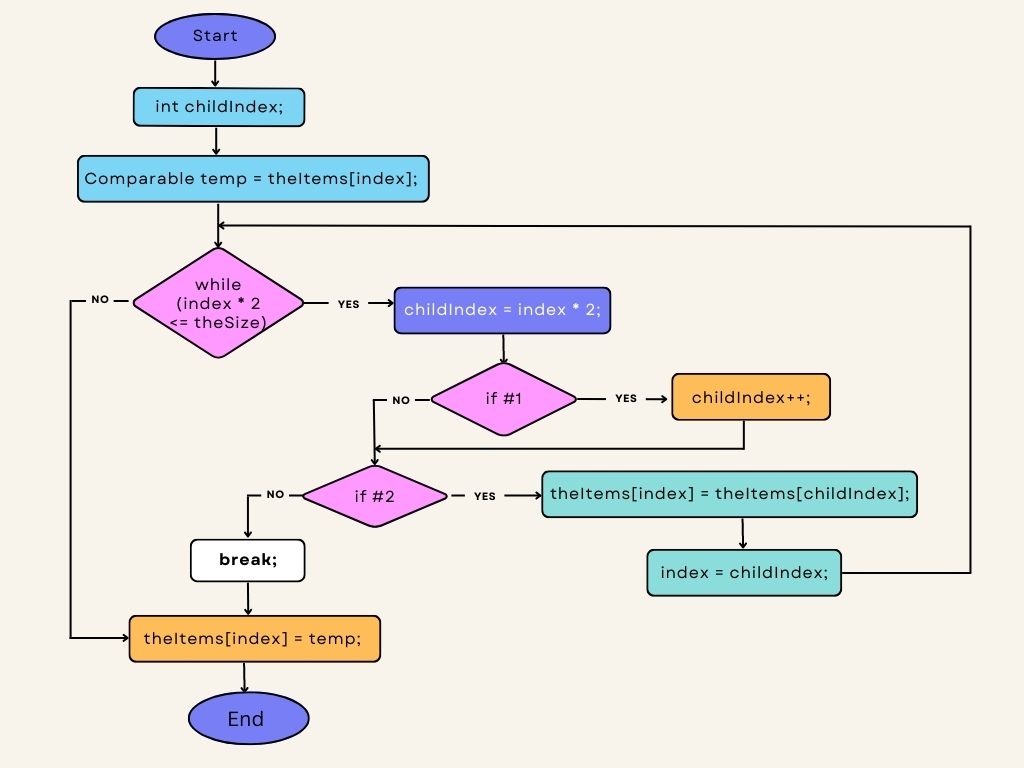 Start
int childIndex;
Comparable temp = theItems[index];
while
(index * 2
<= theSize)
NO
YES
childIndex = index * 2;
if #1
NO
YES
childIndex++;
if #2
NO
YES
theItems[index] = theItems[childIndex];
break;
index = childIndex;
theItems[index] = temp;
End